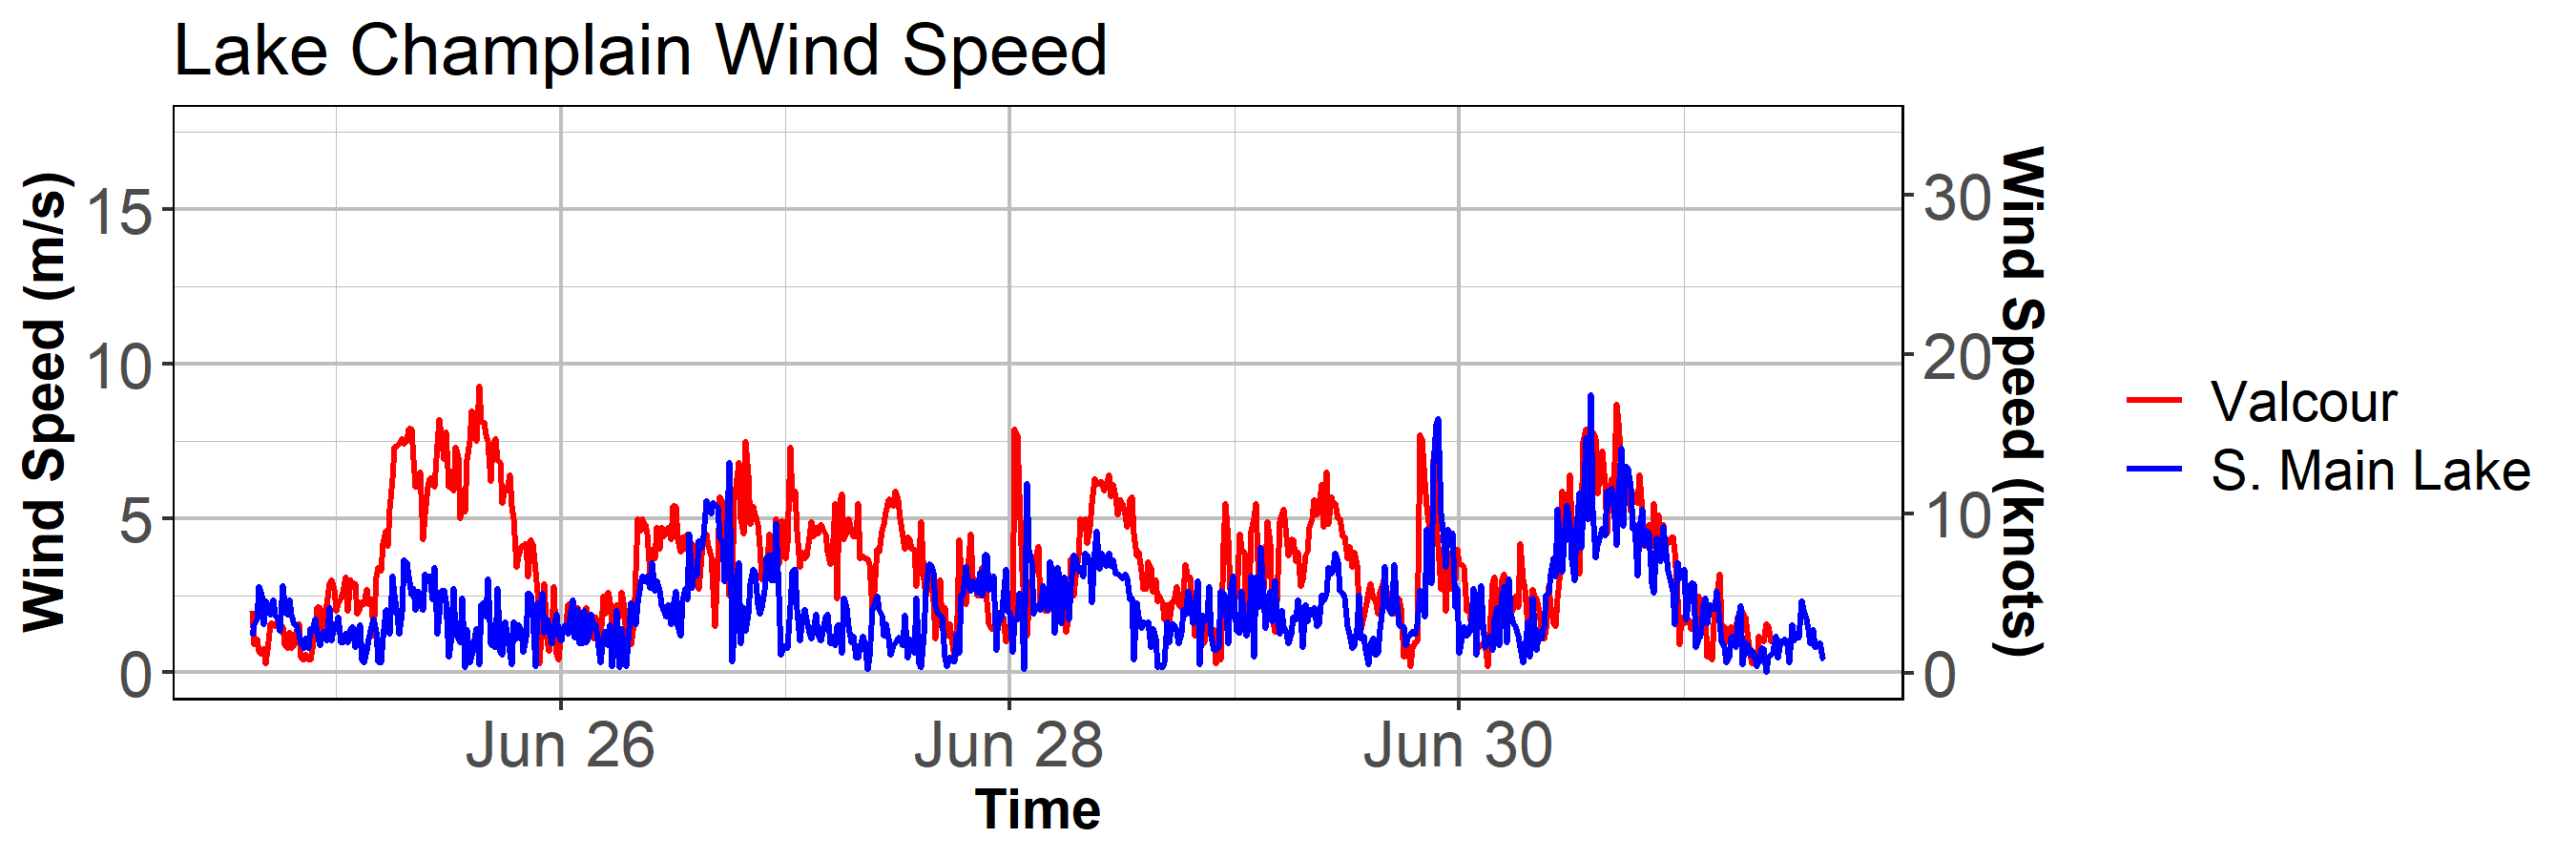 Lake Champlain Wind Speed
Wind Speed (m/s)
15
10
5
0
30
20
10
0
Wind Speed (knots)
Jun 26
Jun 28
Jun 30
Time
Valcour
S. Main Lake